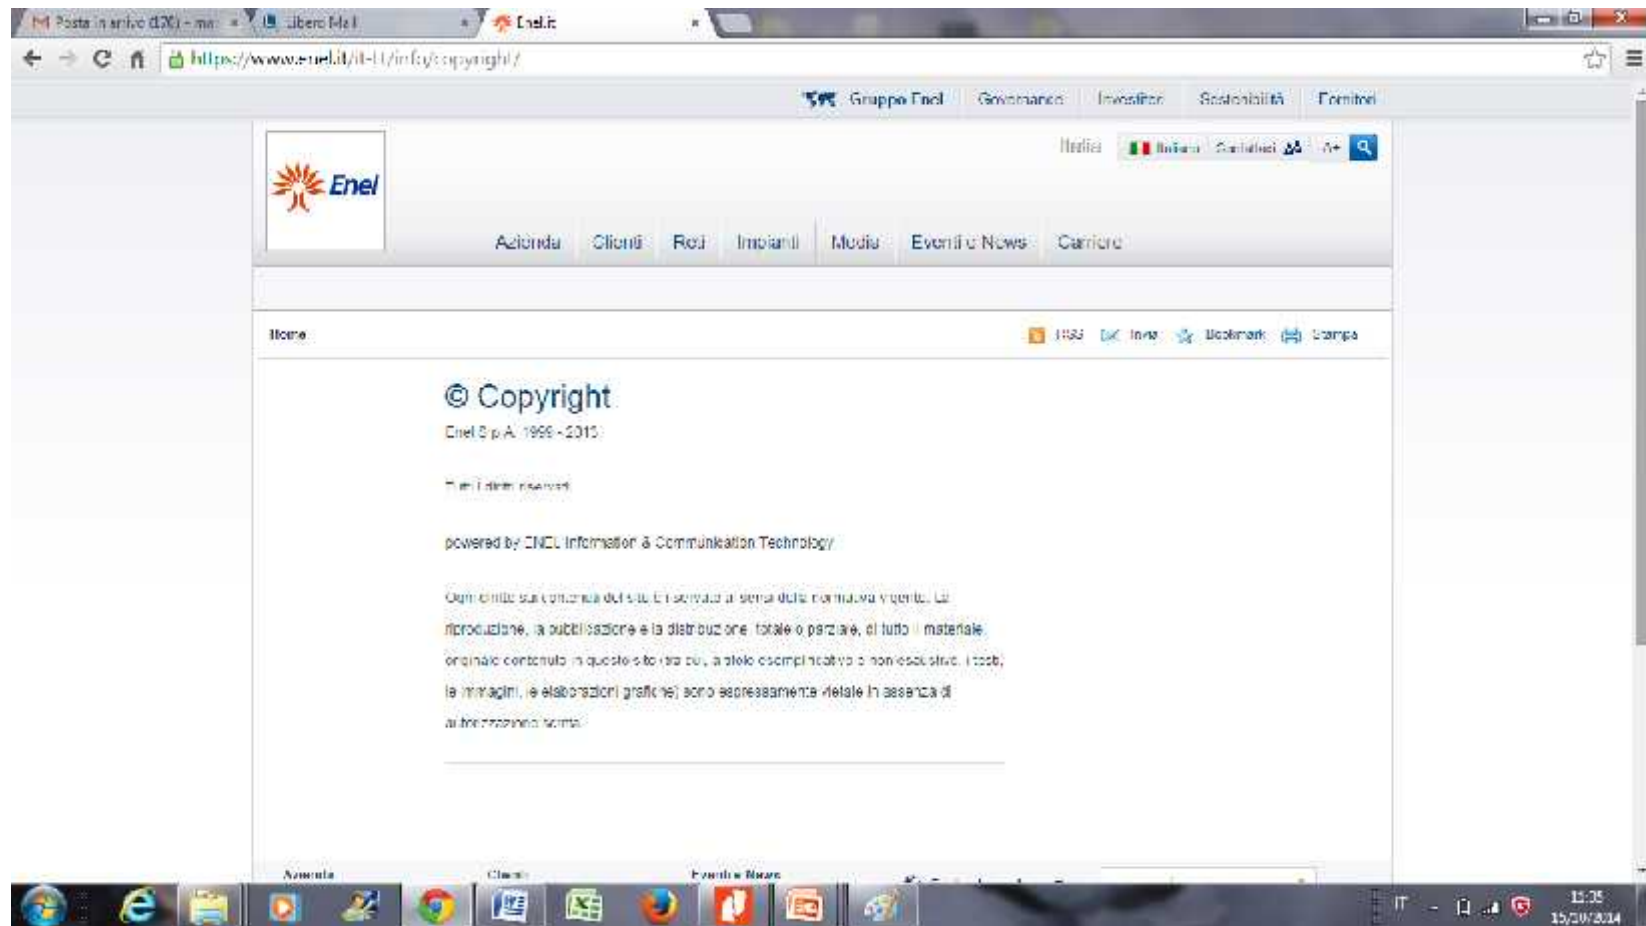 Posta in arrivo
Libero Mail
Enel.it
https://www.enel.it/it-IT/info/copyright/
Gruppo Enel Governance Investitori Sostenibilità Fornitori
Italia Italiano Contattaci A+
Enel
Azienda Clienti Reti Impianti Media Eventi e News Carriere
Home
RSS Invia Bookmark Stampa
© Copyright
Enel S.p.A. 1999 -
Tutti i diritti riservati
powered by ENEL Information & Communication Technology
Ogni diritto sui contenuti del sito è riservato ai sensi della normativa vigente. La
riproduzione, la pubblicazione e la distribuzione, totale o parziale, di tutto il materiale
originale contenuto in questo sito (tra cui, a titolo esemplificativo e non esaustivo, i testi,
le immagini, le elaborazioni grafiche) sono espressamente vietate in assenza di
autorizzazione scritta
Azienda Clienti Eventi e News
IT
15/10/2014